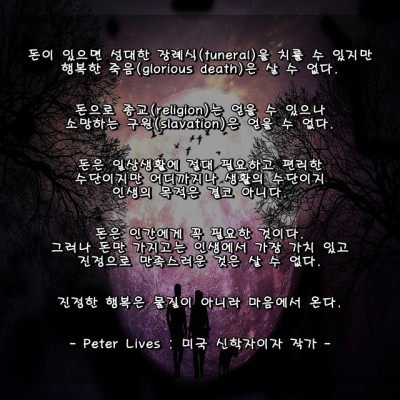 돈이 있으면 성대한 장례식(funeral)을 치룰 수 있지만
행복한 죽음(glorious death)은 살 수 없다.
돈으로 종교(religion)는 얻을 수 있으나
소망하는 구원(slavation)은 얻을 수 없다.
돈은 일상생활에 절대 필요하고 편리한
수단이지만 어디까지나 생활의 수단이지
인생의 목적은 결코 아니다.
돈은 인간에게 꼭 필요한 것이다.
그러나 돈만 가지고는 인생에서 가장 가치 있고
진정으로 만족스러운 것은 살 수 없다.
진정한 행복은 물질이 아니라 마음에서 온다.
- Peter Lives : 미국 신학자이자 작가 -